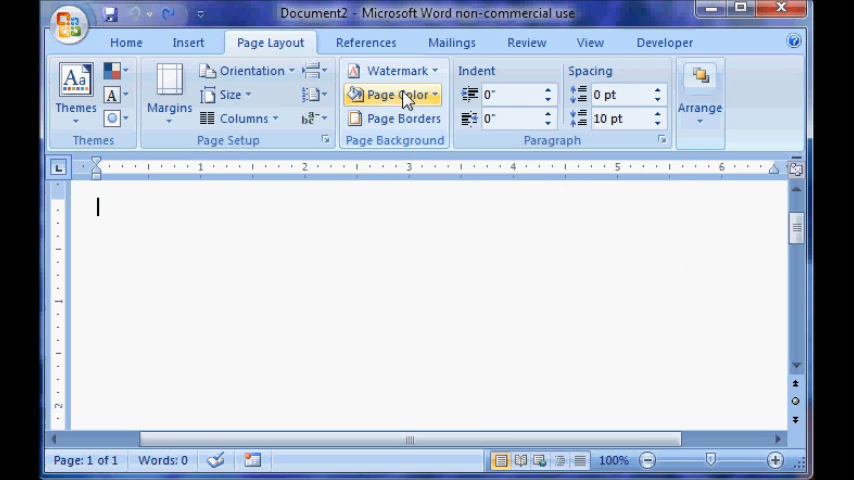 Document2 - Microsoft Word non-commercial use
Home Insert Page Layout References Mailings Review View Developer
Themes
Themes
Margins
Orientation
Size
Columns
Page Setup
Watermark
Page Color
Page Borders
Page Background
Indent
0"
0"
Spacing
0 pt
10 pt
Paragraph
Arrange
L 1 2 3 4 5 6
1
2
Page: 1 of 1 Words: 0 100%